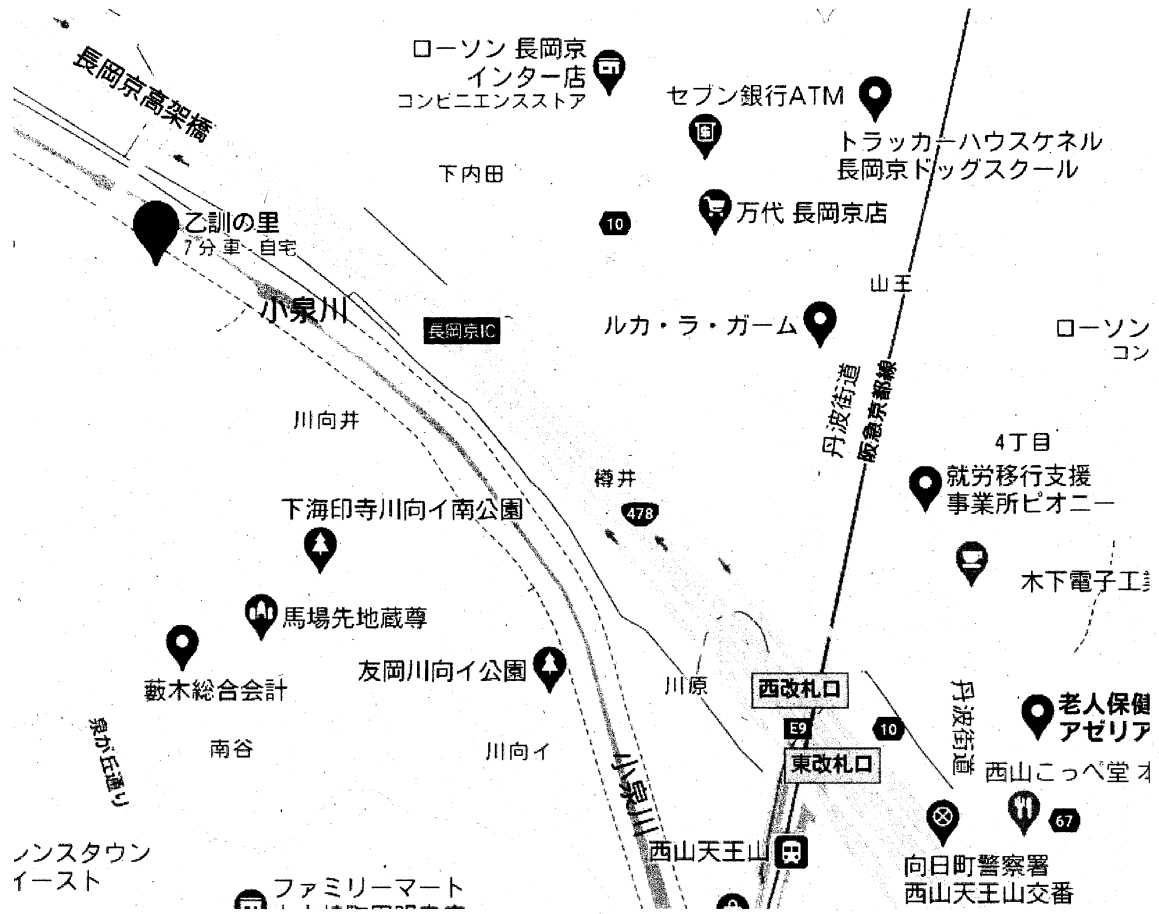 長岡京高架橋
ローソン 長岡京
インター店
コンビニエンスストア
セブン銀行ATM
トラッカーハウスケネル
長岡京ドッグスクール
下内田
10
万代 長岡京店
乙訓の里
7 分 車 - 自宅
山王
小泉川
長岡京IC
ルカ・ラ・ガーム
ローソン
コン
丹波街道
阪急京都線
川向井
4丁目
樽井
就労移行支援
事業所ピオニー
下海印寺川向イ南公園
478
木下電子工業
馬場先地蔵尊
藪木総合会計
友岡川向イ公園
川原
西改札口
丹波街道
老人保健
アゼリア
E9
10
泉が丘通り
南谷
川向イ
東改札口
小泉川
西山こっぺ堂 本
67
西山天王山
向日町警察署
西山天王山交番
ノンスタウン
イースト
ファミリーマート